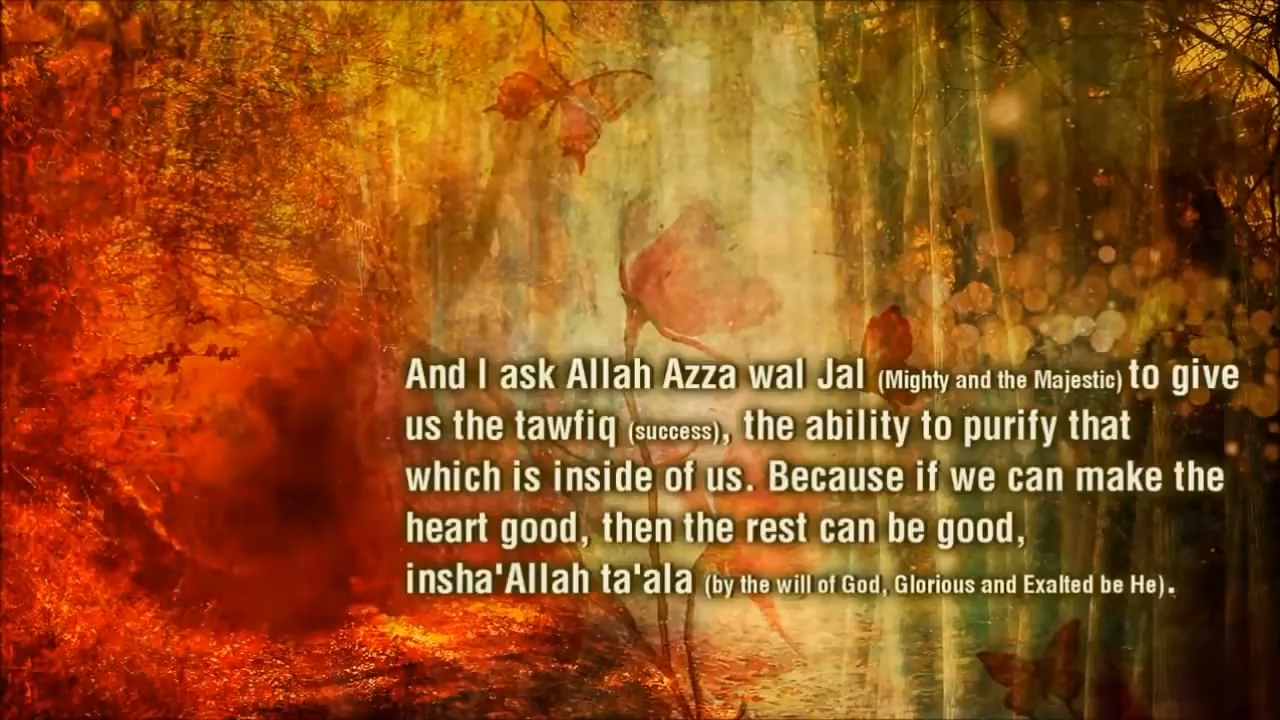 And I ask Allah Azza wal Jal (Mighty and the Majestic) to give
us the tawfiq (success), the ability to purify that
which is inside of us. Because if we can make the
heart good, then the rest can be good,
insha'Allah ta'ala (by the will of God, Glorious and Exalted be He).